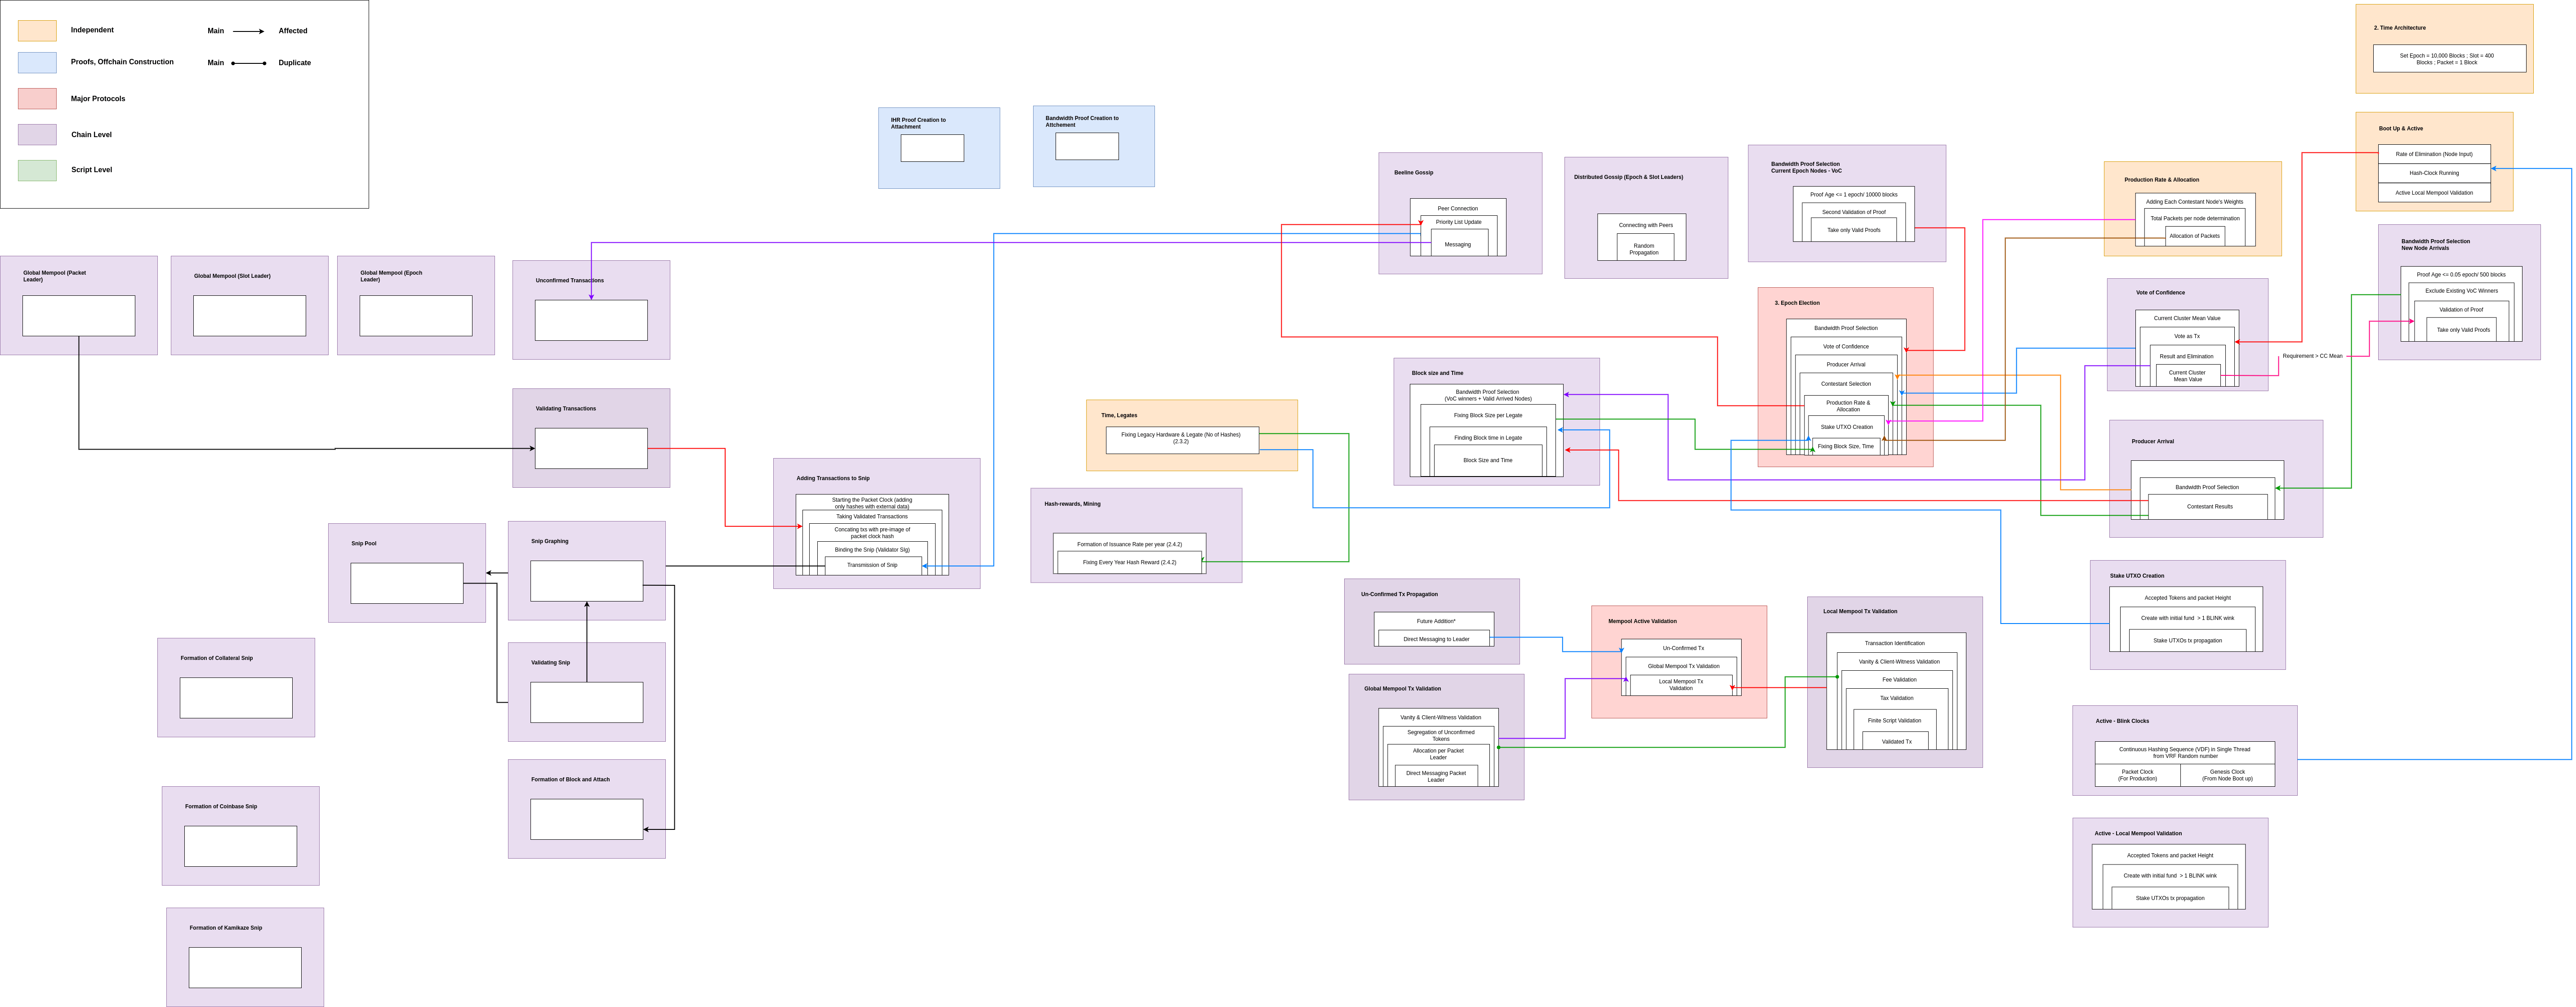 Independent
Main
Affected
Proofs, Offchain Construction
Main
Duplicate
Major Protocols
Chain Level
Script Level
IHR Proof Creation to
Attachment
Bandwidth Proof Creation to
Attchement
Global Mempool (Packet
Leader)
Global Mempool (Slot Leader)
Global Mempool (Epoch
Leader)
Unconfirmed Transactions
Validating Transactions
Snip Pool
Snip Graphing
Validating Snip
Formation of Block and Attach
Formation of Collateral Snip
Formation of Coinbase Snip
Formation of Kamikaze Snip
Adding Transactions to Snip
Starting the Packet Clock (adding
only hashes with external data)
Taking Validated Transactions
Concating txs with pre-image of
packet clock hash
Binding the Snip (Validator SIg)
Transmission of Snip
Time, Legates
Fixing Legacy Hardware & Legate (No of Hashes)
(2.3.2)
Hash-rewards, Mining
Formation of Issuance Rate per year (2.4.2)
Fixing Every Year Hash Reward (2.4.2)
Beeline Gossip
Peer Connection
Priority List Update
Messaging
Distributed Gossip (Epoch & Slot Leaders)
Connecting with Peers
Random
Propagation
Bandwidth Proof Selection
Current Epoch Nodes - VoC
Proof Age <= 1 epoch/ 10000 blocks
Second Validation of Proof
Take only Valid Proofs
Block size and Time
Bandwidth Proof Selection
(VoC winners + Valid Arrived Nodes)
Fixing Block Size per Legate
Finding Block time in Legate
Block Size and Time
3. Epoch Election
Bandwidth Proof Selection
Vote of Confidence
Producer Arrival
Contestant Selection
Production Rate &
Allocation
Stake UTXO Creation
Fixing Block Size, Time
Un-Confirmed Tx Propagation
Future Addition*
Direct Messaging to Leader
Global Mempool Tx Validation
Vanity & Client-Witness Validation
Segregation of Unconfirmed
Tokens
Allocation per Packet
Leader
Direct Messaging Packet
Leader
Mempool Active Validation
Un-Confirmed Tx
Global Mempool Tx Validation
Local Mempool Tx
Validation
Local Mempool Tx Validation
Transaction Identification
Vanity & Client-Witness Validation
Fee Validation
Tax Validation
Finite Script Validation
Validated Tx
2. Time Architecture
Set Epoch = 10,000 Blocks ; Slot = 400
Blocks ; Packet = 1 Block
Boot Up & Active
Rate of Elimination (Node Input)
Hash-Clock Running
Active Local Mempool Validation
Production Rate & Allocation
Adding Each Contestant Node's Weights
Total Packets per node determination
Allocation of Packets
Bandwidth Proof Selection
New Node Arrivals
Proof Age <= 0.05 epoch/ 500 blocks
Exclude Existing VoC Winners
Validation of Proof
Take only Valid Proofs
Vote of Confidence
Current Cluster Mean Value
Vote as Tx
Result and Elimination
Current Cluster
Mean Value
Requirement > CC Mean
Producer Arrival
Bandwidth Proof Selection
Contestant Results
Stake UTXO Creation
Accepted Tokens and packet Height
Create with initial fund > 1 BLINK wink
Stake UTXOs tx propagation
Active - Blink Clocks
Continuous Hashing Sequence (VDF) in Single Thread
from VRF Random number
Packet Clock
(For Production)
Genesis Clock
(From Node Boot up)
Active - Local Mempool Validation
Accepted Tokens and packet Height
Create with initial fund > 1 BLINK wink
Stake UTXOs tx propagation